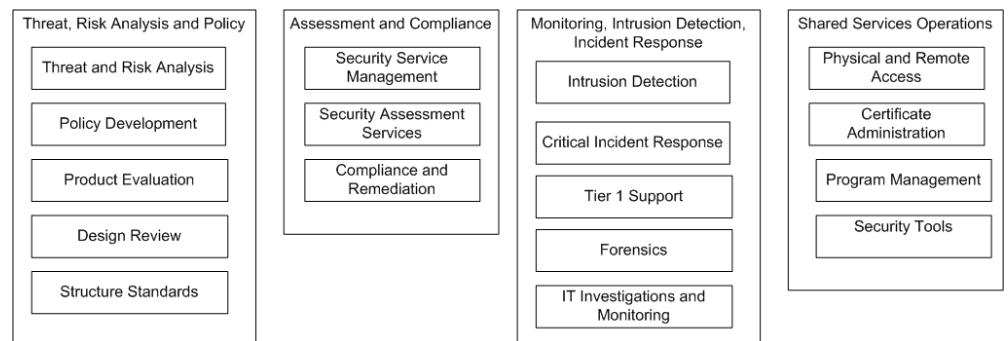 Threat, Risk Analysis and Policy
Threat and Risk Analysis
Policy Development
Product Evaluation
Design Review
Structure Standards
Assessment and Compliance
Security Service
Management
Security Assessment
Services
Compliance and
Remediation
Monitoring, Intrusion Detection,
Incident Response
Intrusion Detection
Critical Incident Response
Tier 1 Support
Forensics
IT Investigations and
Monitoring
Shared Services Operations
Physical and Remote
Access
Certificate
Administration
Program Management
Security Tools